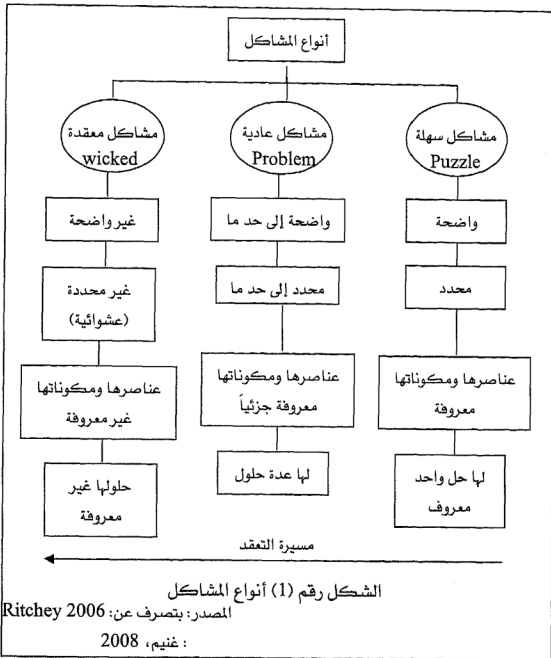 أنواع المشاكل
مشاكل سهلة
Puzzle
مشاكل عادية
Problem
مشاكل معقدة
wicked
واضحة
واضحة إلى حد ما
غير واضحة
محدد
محدد إلى حد ما
غير محددة
(عشوائية)
عناصرها ومكوناتها
معروفة
عناصرها ومكوناتها
معروفة جزئياً
عناصرها ومكوناتها
غير معروفة
لها حل واحد
معروف
لها عدة حلول
حلولها غير
معروفة
مسيرة التعقد
الشكل رقم (1) أنواع المشاكل
المصدر: بتصرف عن: Ritchey 2006
: غنيم، 2008